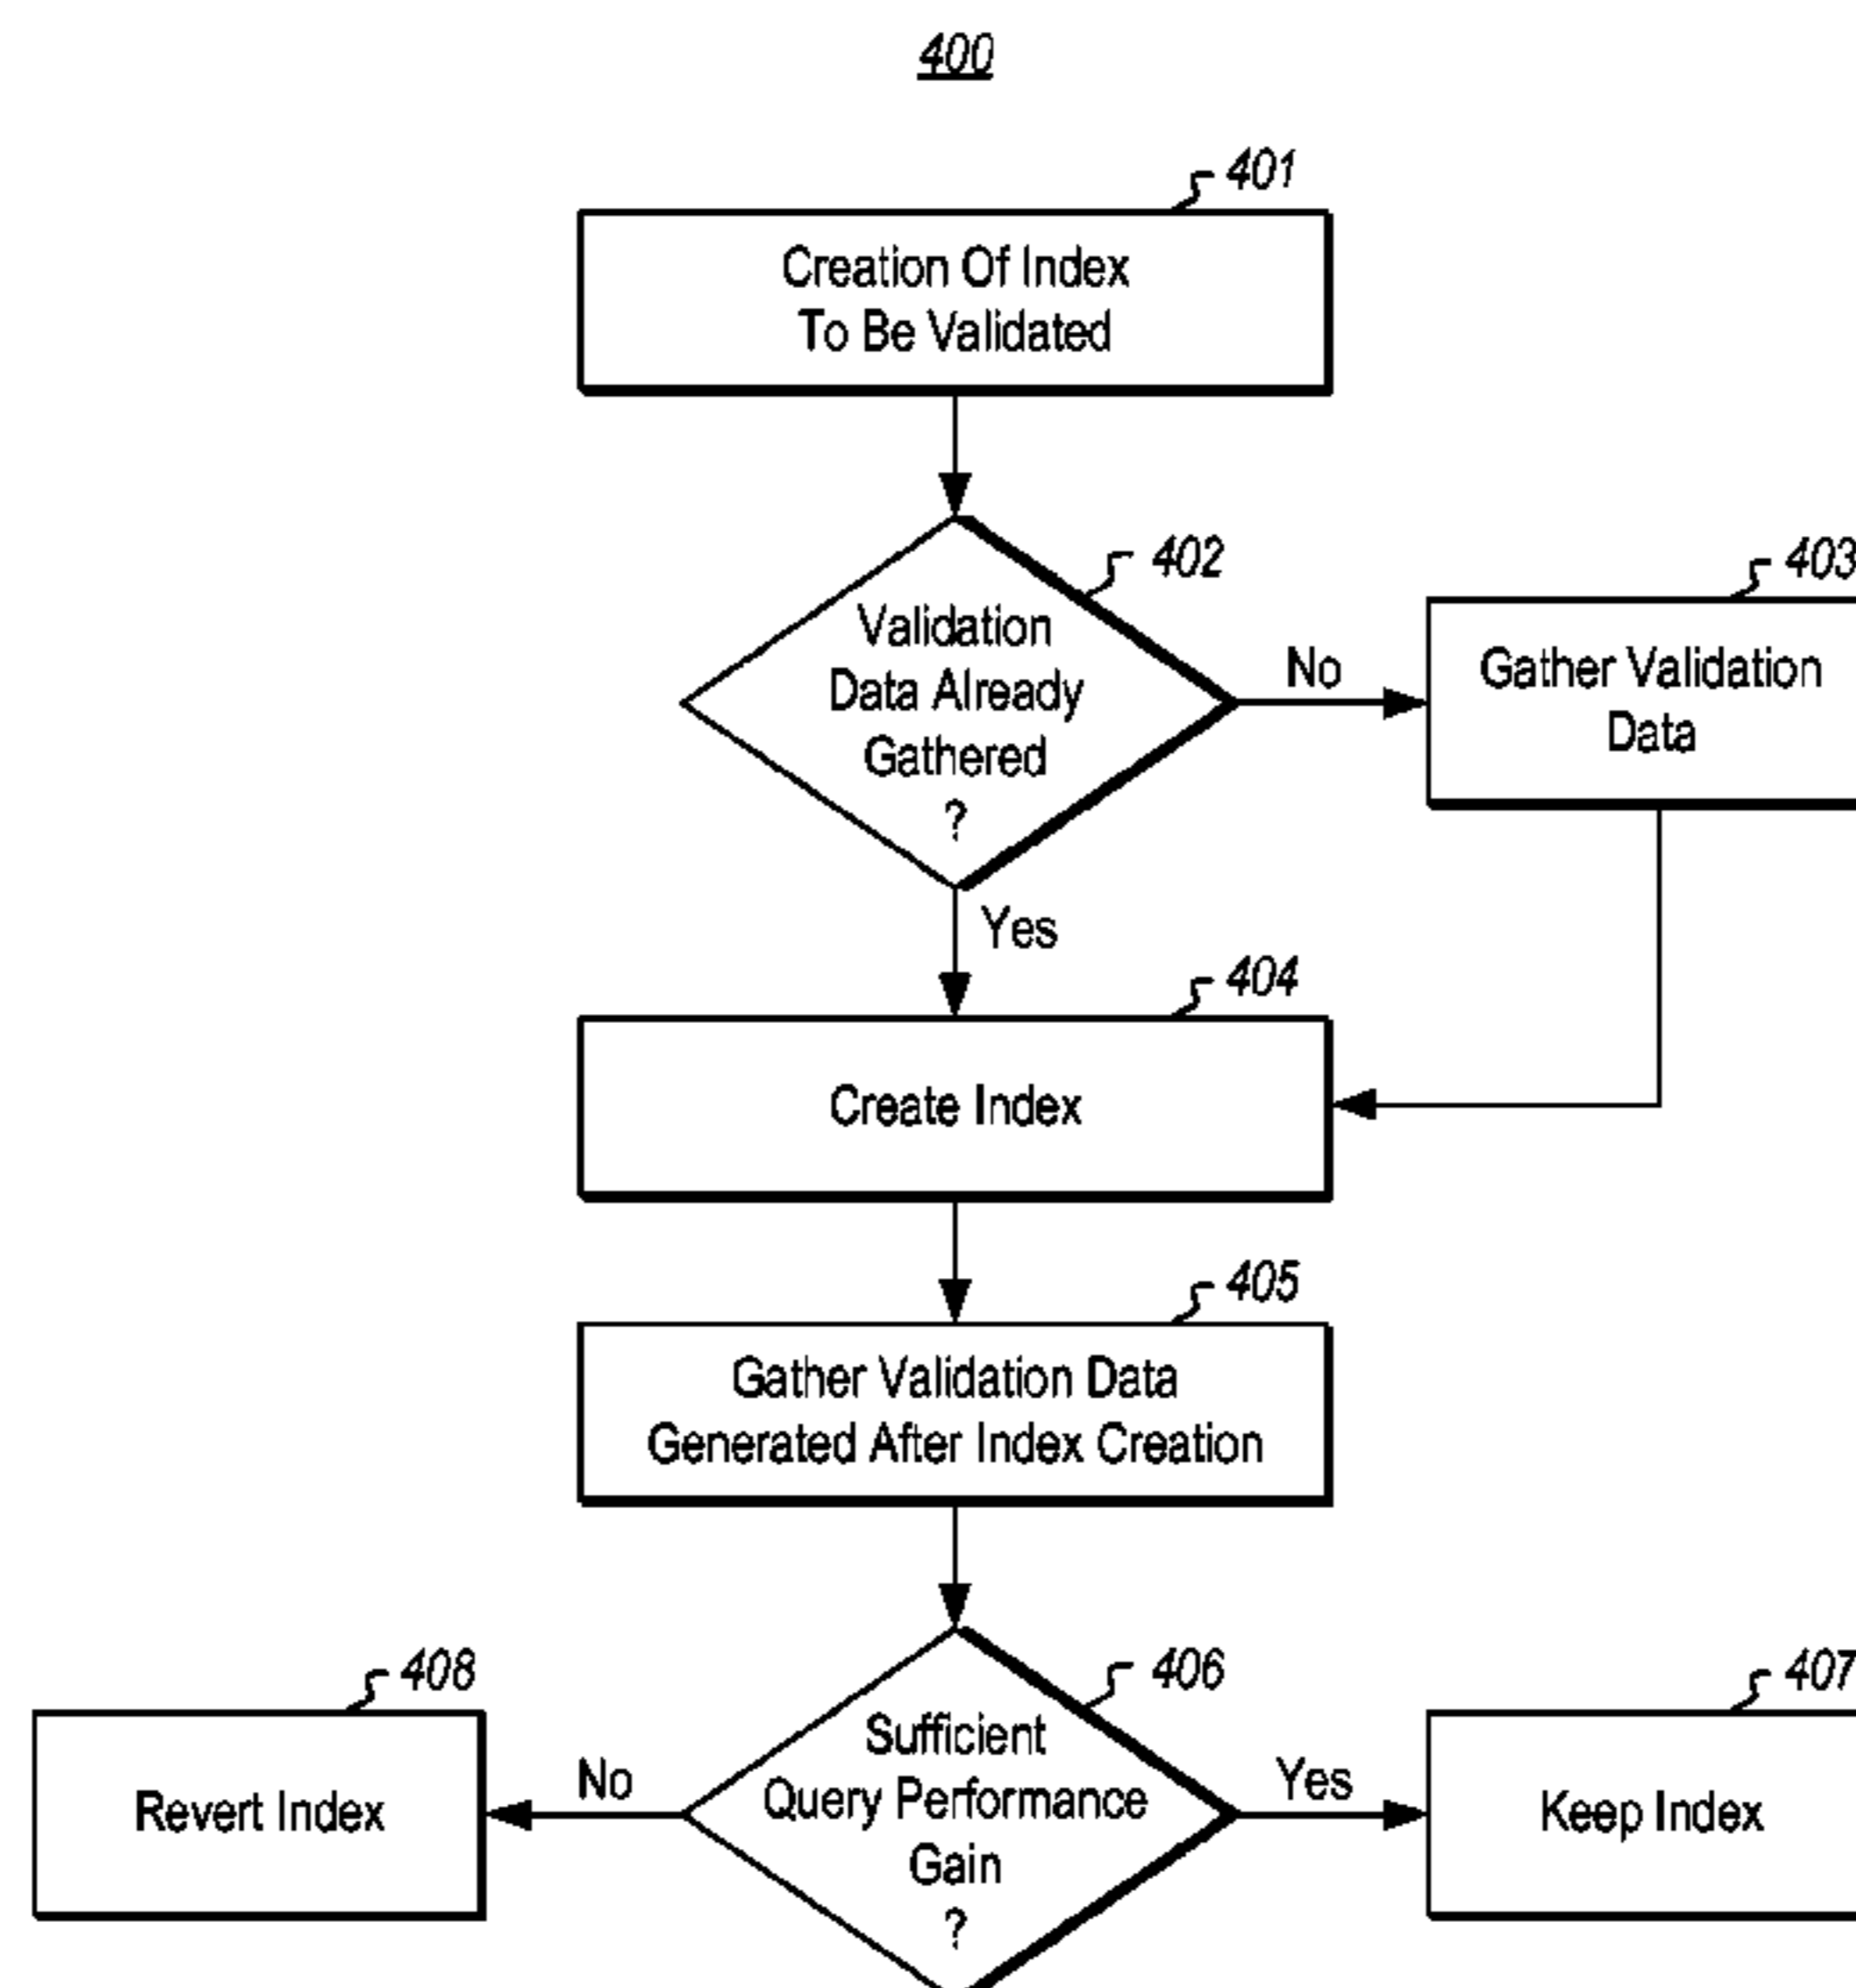 400
401
Creation Of Index
To Be Validated
402
Validation
Data Already
Gathered
?
No
403
Gather Validation
Data
Yes
404
Create Index
405
Gather Validation Data
Generated After Index Creation
406
Sufficient
Query Performance
Gain
?
No
408
Revert Index
Yes
407
Keep Index